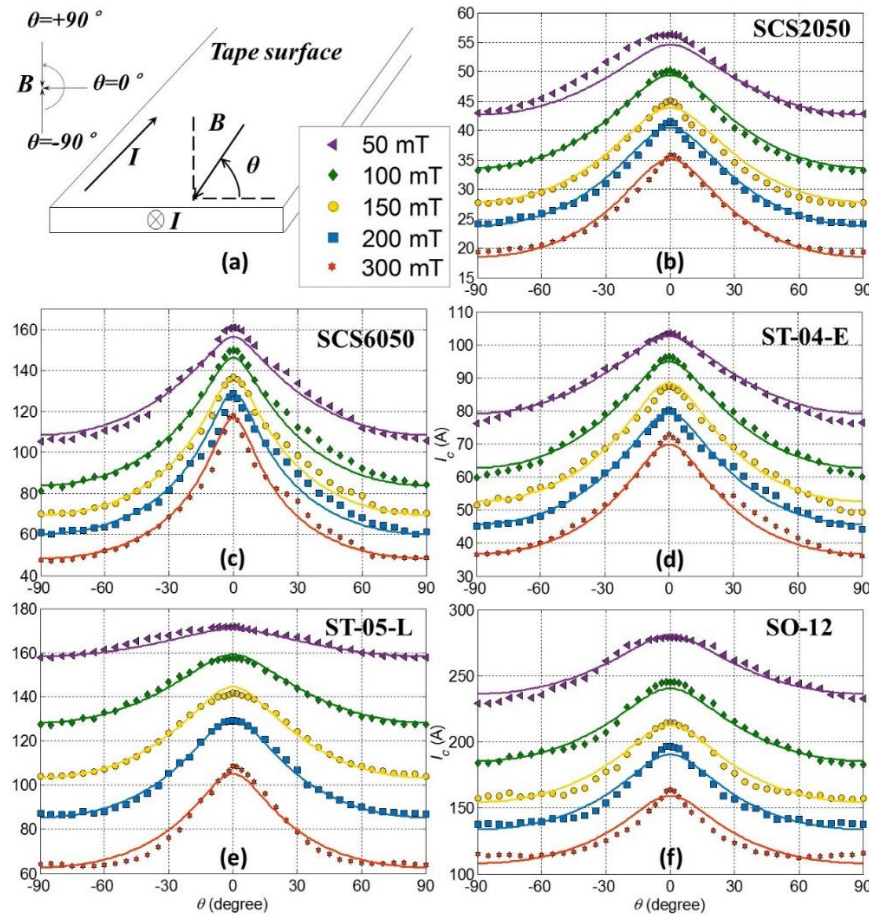 θ=+90°
B
θ=0°
θ=-90°
Tape surface
I
B
θ
I
(a)
50 mT
100 mT
150 mT
200 mT
300 mT
60
55
50
45
40
35
30
25
20
15
SCS2050
(b)
-90 -60 -30 0 30 60 90
160
140
120
100
80
60
40
SCS6050
(c)
-90 -60 -30 0 30 60 90
110
100
90
80
70
60
50
40
30
I_c (A)
ST-04-E
(d)
-90 -60 -30 0 30 60 90
180
160
140
120
100
80
60
ST-05-L
(e)
-90 -60 -30 0 30 60 90
θ (degree)
300
250
200
150
100
I_c (A)
SO-12
(f)
-90 -60 -30 0 30 60 90
θ (degree)